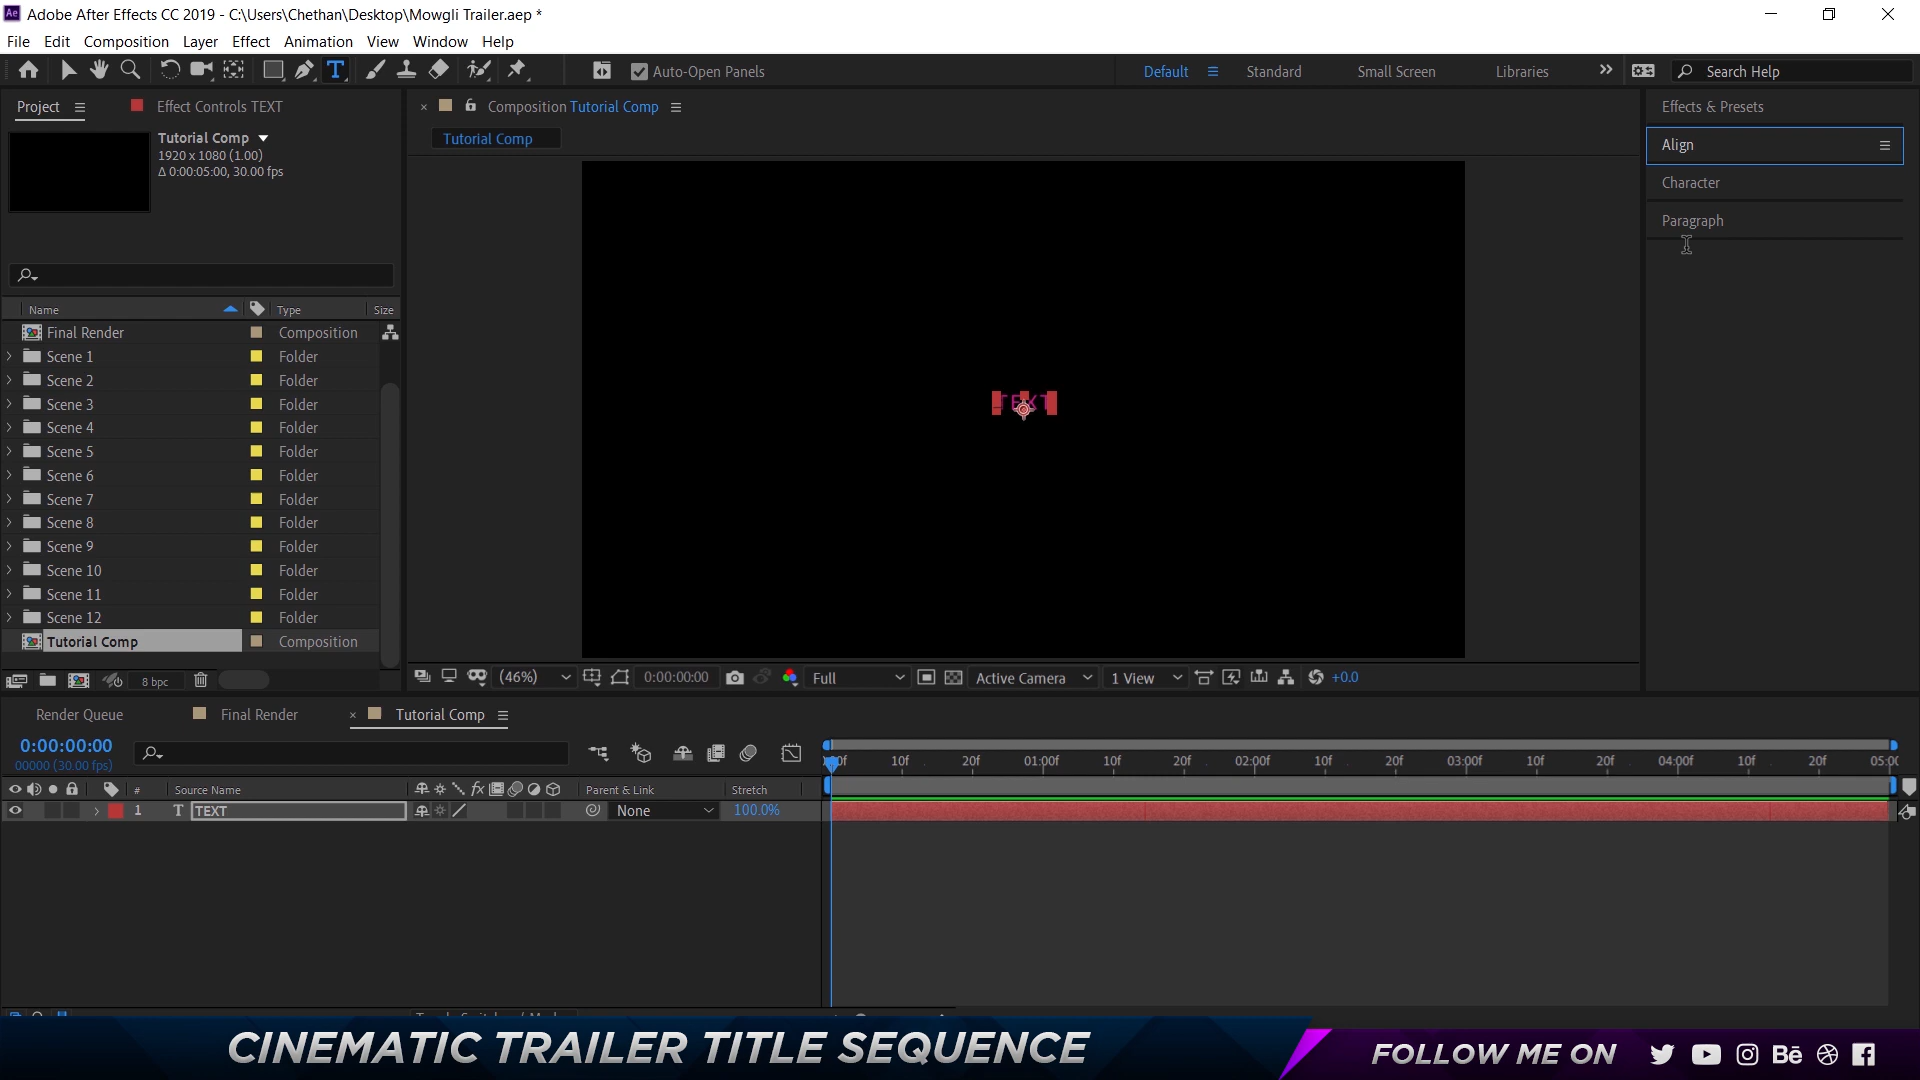 Ae Adobe After Effects CC 2019 - C:\Users\Chethan\Desktop\Mowgli Trailer.aep *
File Edit Composition Layer Effect Animation View Window Help
T Auto-Open Panels Default Standard Small Screen Libraries Search Help
Project Effect Controls TEXT
Composition Tutorial Comp
Tutorial Comp
Tutorial Comp
1920 x 1080 (1.00)
Δ 0:00:05:00, 30.00 fps
Effects & Presets
Align
Character
Paragraph
Name Type Size
Final Render Composition
Scene 1 Folder
Scene 2 Folder
Scene 3 Folder
Scene 4 Folder
Scene 5 Folder
Scene 6 Folder
Scene 7 Folder
Scene 8 Folder
Scene 9 Folder
Scene 10 Folder
Scene 11 Folder
Scene 12 Folder
Tutorial Comp Composition
TEXT
8 bpc
(46%) 0:00:00:00 Full Active Camera 1 View +0.0
Render Queue Final Render Tutorial Comp
0:00:00:00
00000 (30.00 fps)
10f 20f 01:00f 10f 20f 02:00f 10f 20f 03:00f 10f 20f 04:00f 10f 20f
# Source Name fx Parent & Link Stretch
1 T TEXT None 100.0%
CINEMATIC TRAILER TITLE SEQUENCE
FOLLOW ME ON Bē